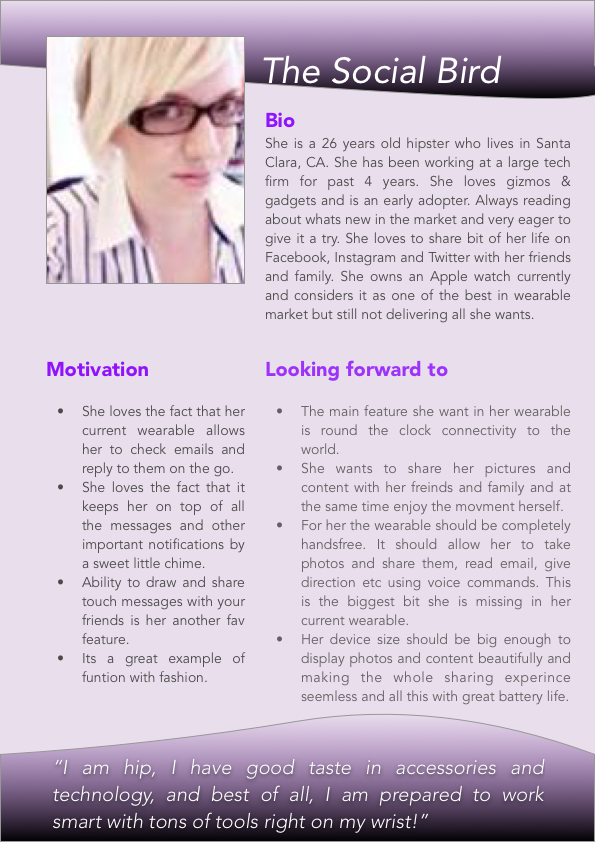 The Social Bird
Bio
She is a 26 years old hipster who lives in Santa
Clara, CA. She has been working at a large tech
firm for past 4 years. She loves gizmos &
gadgets and is an early adopter. Always reading
about whats new in the market and very eager to
give it a try. She loves to share bit of her life on
Facebook, Instagram and Twitter with her friends
and family. She owns an Apple watch currently
and considers it as one of the best in wearable
market but still not delivering all she wants.
Motivation
• She loves the fact that her
current wearable allows
her to check emails and
reply to them on the go.
• She loves the fact that it
keeps her on top of all
the messages and other
important notifications by
a sweet little chime.
• Ability to draw and share
touch messages with your
friends is her another fav
feature.
• Its a great example of
funtion with fashion.
Looking forward to
• The main feature she want in her wearable
is round the clock connectivity to the
world.
• She wants to share her pictures and
content with her freinds and family and at
the same time enjoy the movment herself.
• For her the wearable should be completely
handsfree. It should allow her to take
photos and share them, read email, give
direction etc using voice commands. This
is the biggest bit she is missing in her
current wearable.
• Her device size should be big enough to
display photos and content beautifully and
making the whole sharing experince
seemless and all this with great battery life.
“I am hip, I have good taste in accessories and
technology, and best of all, I am prepared to work
smart with tons of tools right on my wrist!”